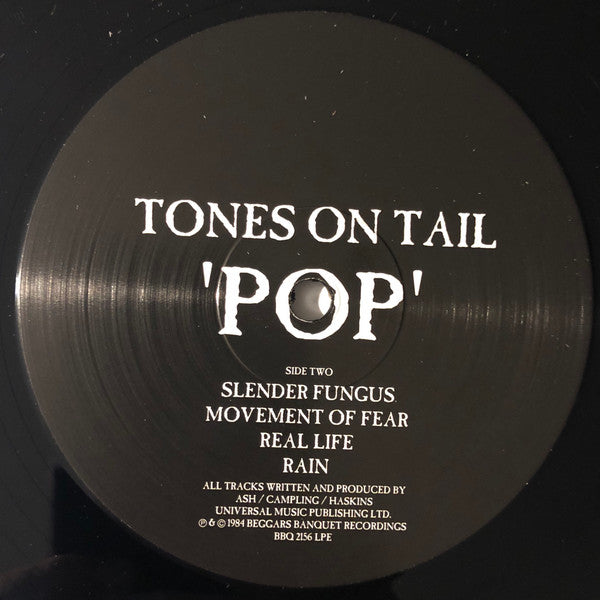 TONES ON TAIL
'POP'
SIDE TWO
SLENDER FUNGUS
MOVEMENT OF FEAR
REAL LIFE
RAIN
ALL TRACKS WRITTEN AND PRODUCED BY
ASH / CAMPLING / HASKINS
UNIVERSAL MUSIC PUBLISHING LTD.
℗ & © 1984 BEGGARS BANQUET RECORDINGS
BBQ 2156 LPE